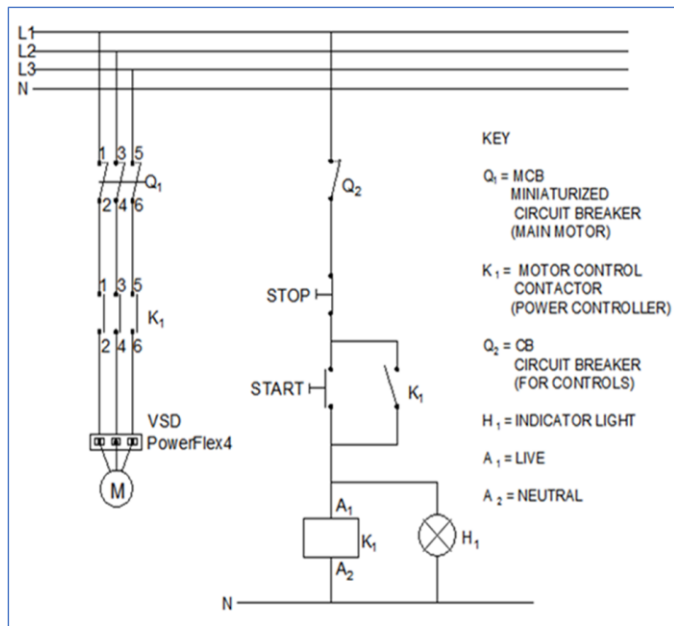 L1
L2
L3
N
1 3 5
Q1
2 4 6
1 3 5
K1
2 4 6
VSD
PowerFlex4
M
Q2
STOP
START
K1
A1
K1
A2
H1
N
KEY
Q1 = MCB
MINIATURIZED
CIRCUIT BREAKER
(MAIN MOTOR)
K1 = MOTOR CONTROL
CONTACTOR
(POWER CONTROLLER)
Q2 = CB
CIRCUIT BREAKER
(FOR CONTROLS)
H1 = INDICATOR LIGHT
A1 = LIVE
A2 = NEUTRAL